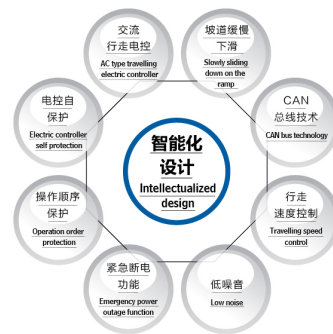 交流
行走电控
AC type travelling
electric controller
坡道缓慢
下滑
Slowly sliding
down on the
ramp
电控自
保护
Electric controller
self protection
CAN
总线技术
CAN bus technology
智能化
设计
Intellectualized
design
操作顺序
保护
Operation order
protection
行走
速度控制
Travelling speed
control
紧急断电
功能
Emergency power
outage function
低噪音
Low noise